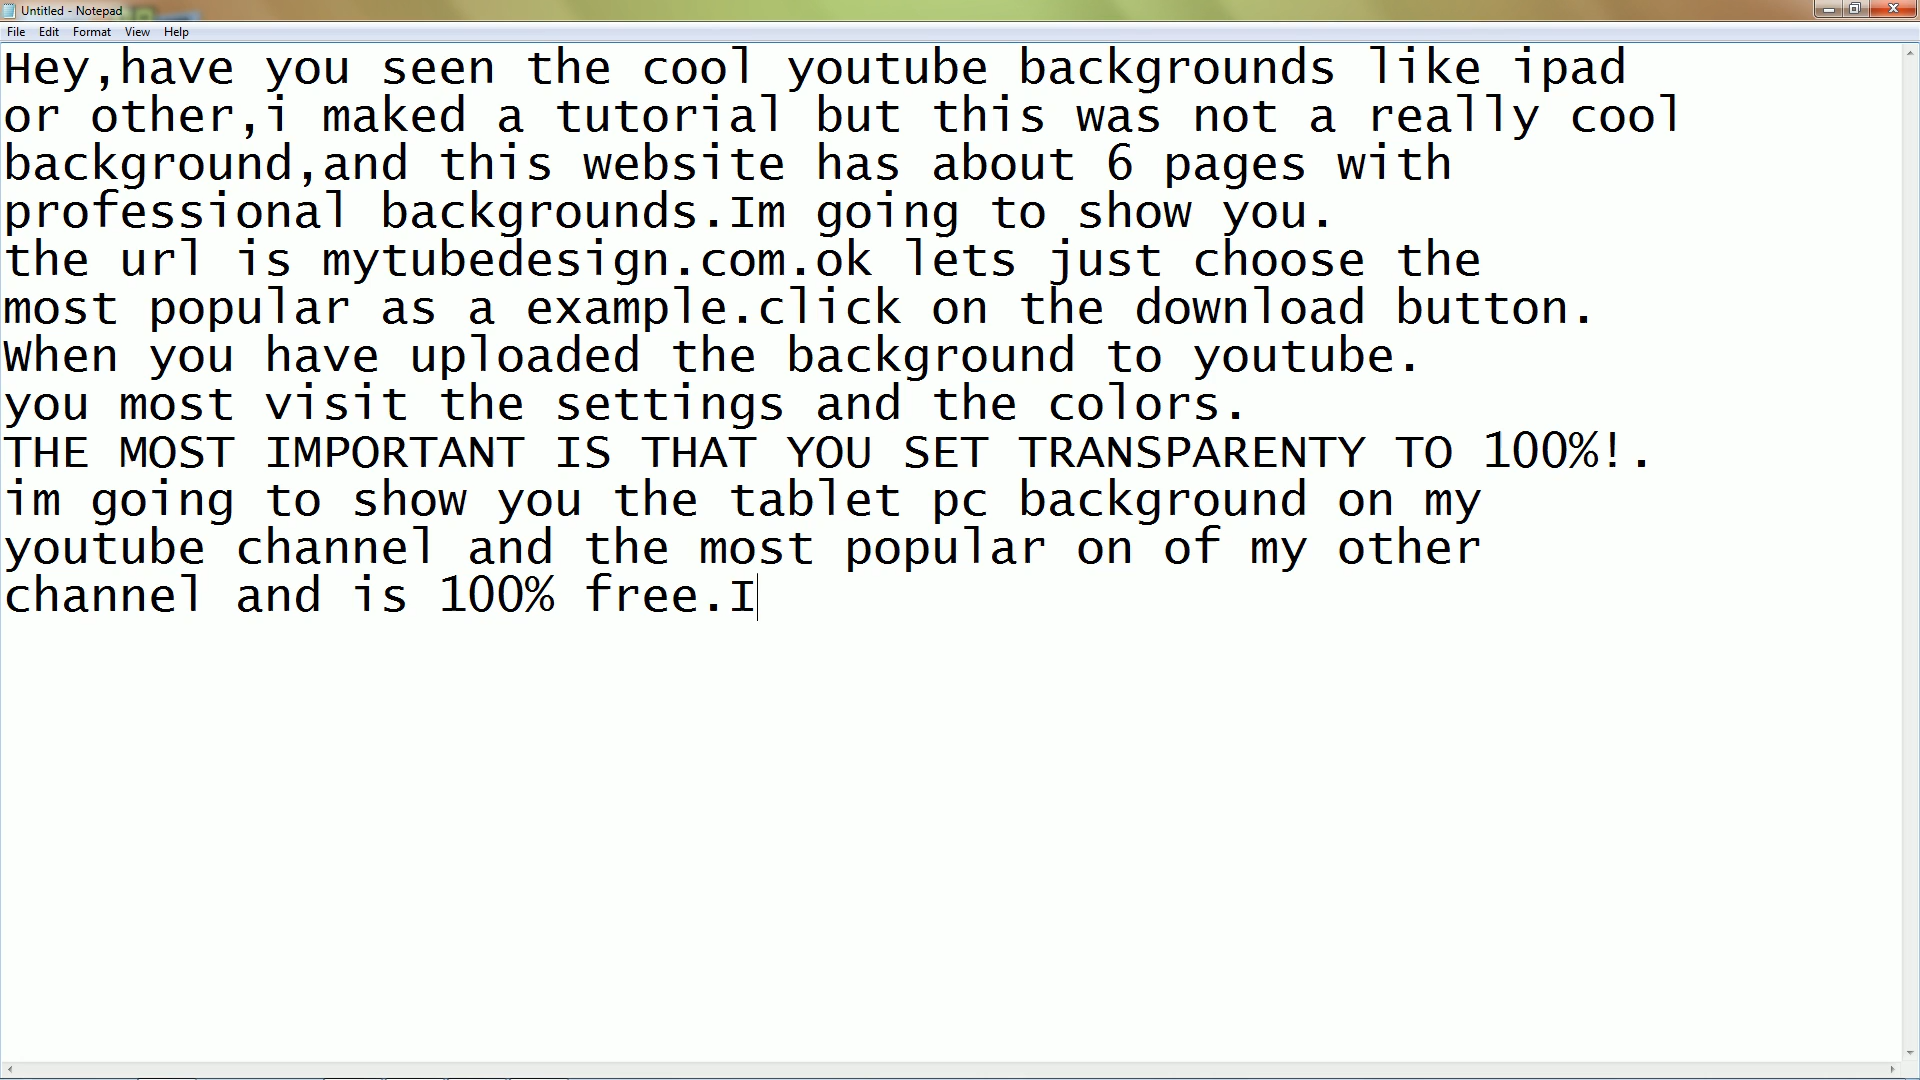 Untitled - Notepad
File Edit Format View Help
Hey,have you seen the cool youtube backgrounds like ipad
or other,i maked a tutorial but this was not a really cool
background,and this website has about 6 pages with
professional backgrounds.Im going to show you.
the url is mytubedesign.com.ok lets just choose the
most popular as a example.click on the download button.
When you have uploaded the background to youtube.
you most visit the settings and the colors.
THE MOST IMPORTANT IS THAT YOU SET TRANSPARENTY TO 100%!.
im going to show you the tablet pc background on my
youtube channel and the most popular on of my other
channel and is 100% free.I